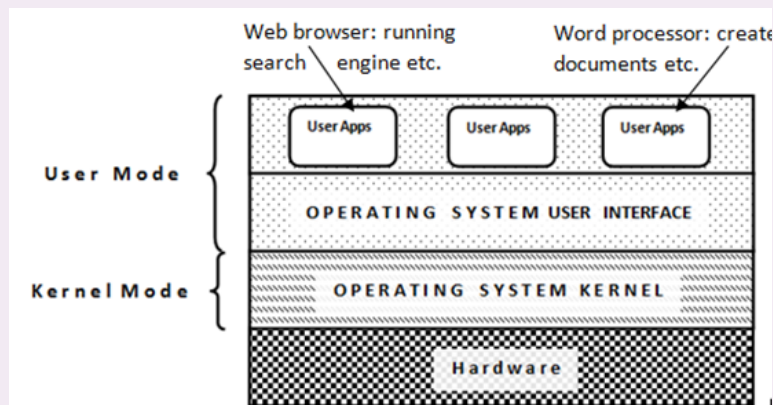 Web browser: running
search engine etc.
Word processor: create
documents etc.
User Apps
User Apps
User Apps
User Mode
OPERATING SYSTEM USER INTERFACE
Kernel Mode
OPERATING SYSTEM KERNEL
Hardware